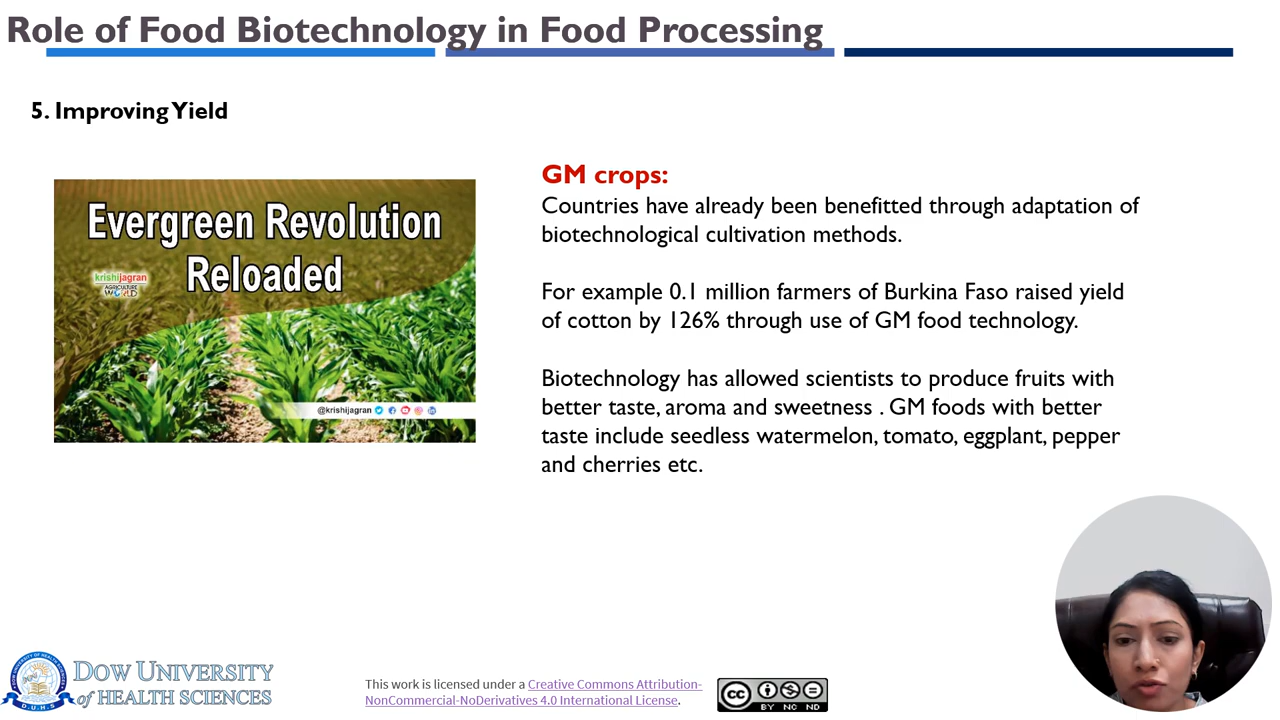 Role of Food Biotechnology in Food Processing
5. Improving Yield
Evergreen Revolution
Reloaded
krishijagran
AGRICULTURE
WORLD
@krishijagran
GM crops:
Countries have already been benefitted through adaptation of
biotechnological cultivation methods.
For example 0.1 million farmers of Burkina Faso raised yield
of cotton by 126% through use of GM food technology.
Biotechnology has allowed scientists to produce fruits with
better taste, aroma and sweetness . GM foods with better
taste include seedless watermelon, tomato, eggplant, pepper
and cherries etc.
DOW UNIVERSITY
of HEALTH SCIENCES
D.U.H.S
This work is licensed under a Creative Commons Attribution-
NonCommercial-NoDerivatives 4.0 International License.
cc
BY NC ND